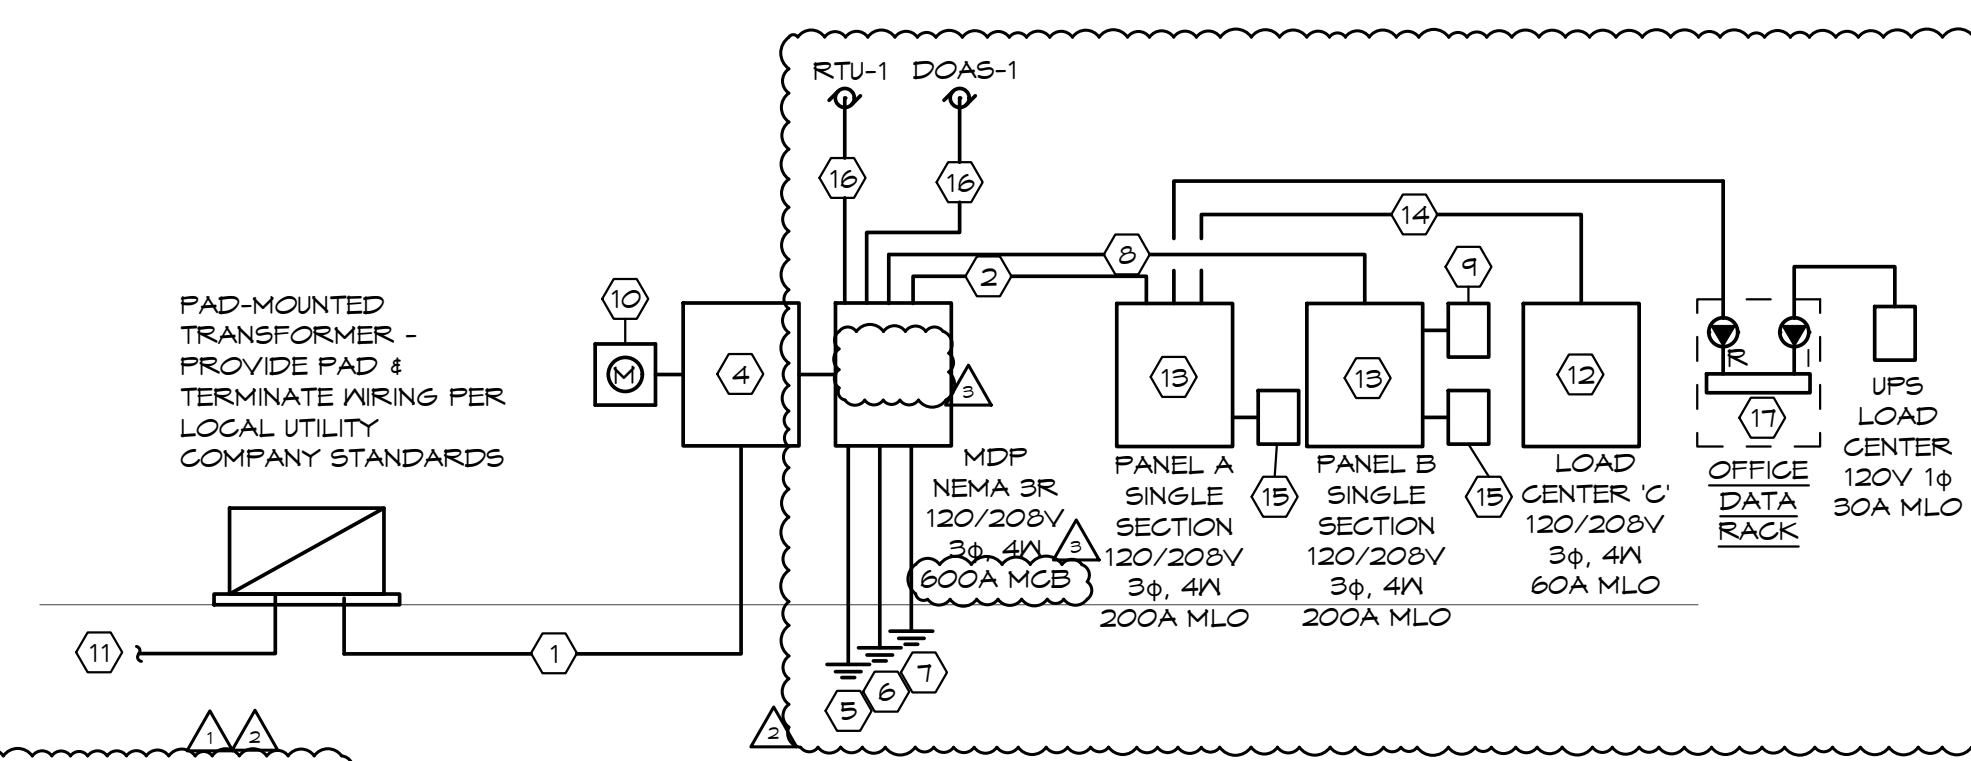 RTU-1
DOAS-1
16
16
14
8
2
9
10
PAD-MOUNTED
TRANSFORMER -
PROVIDE PAD &
TERMINATE WIRING PER
LOCAL UTILITY
COMPANY STANDARDS
M
4
3
MDP
NEMA 3R
120/208V
3ϕ, 4W
3
600A MCB
13
PANEL A
SINGLE
SECTION
120/208V
3ϕ, 4W
200A MLO
15
13
PANEL B
SINGLE
SECTION
120/208V
3ϕ, 4W
200A MLO
15
12
LOAD
CENTER 'C'
120/208V
3ϕ, 4W
60A MLO
R
I
17
OFFICE
DATA
RACK
UPS
LOAD
CENTER
120V 1ϕ
30A MLO
11
1
5
6
7
1
2
2